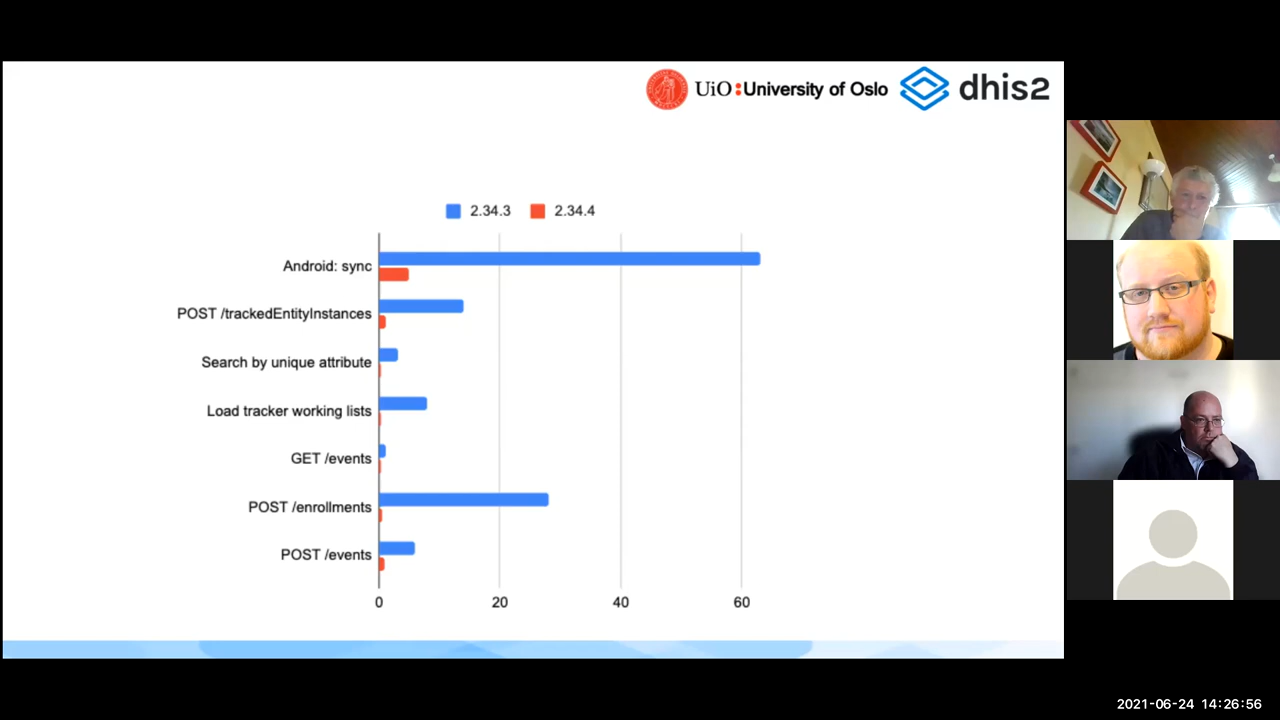 UiO:University of Oslo dhis2
2.34.3 2.34.4
Android: sync
POST /trackedEntityInstances
Search by unique attribute
Load tracker working lists
GET /events
POST /enrollments
POST /events
0 20 40 60
2021-06-24 14:26:56